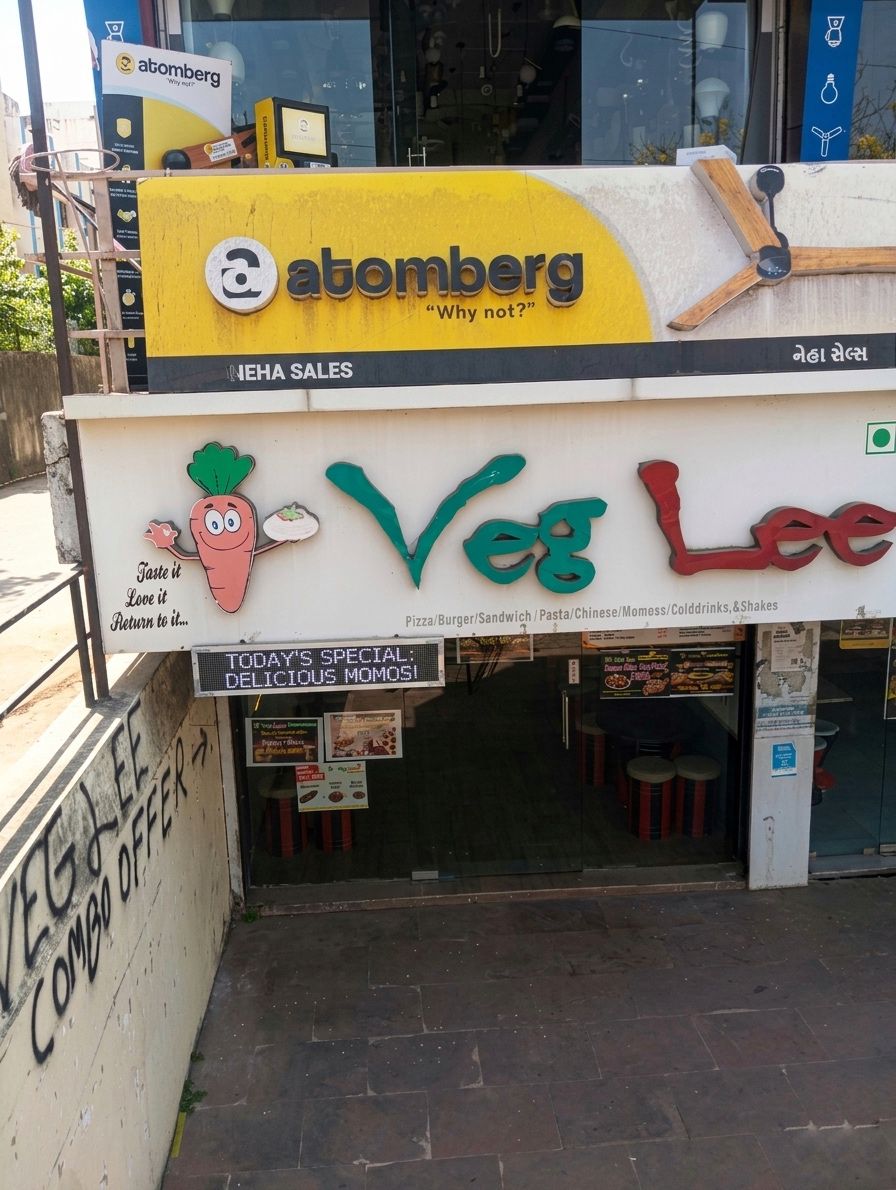 atomberg
"Why not?"
atomberg
"Why not?"
NEHA SALES
નેહા સેલ્સ
Veg Lee
Taste it
Love it
Return to it...
Pizza/Burger/Sandwich/Pasta/Chinese/Momess/Colddrinks,&Shakes
TODAY'S SPECIAL:
DELICIOUS MOMOS!
VEG LEE
COMBO OFFER →